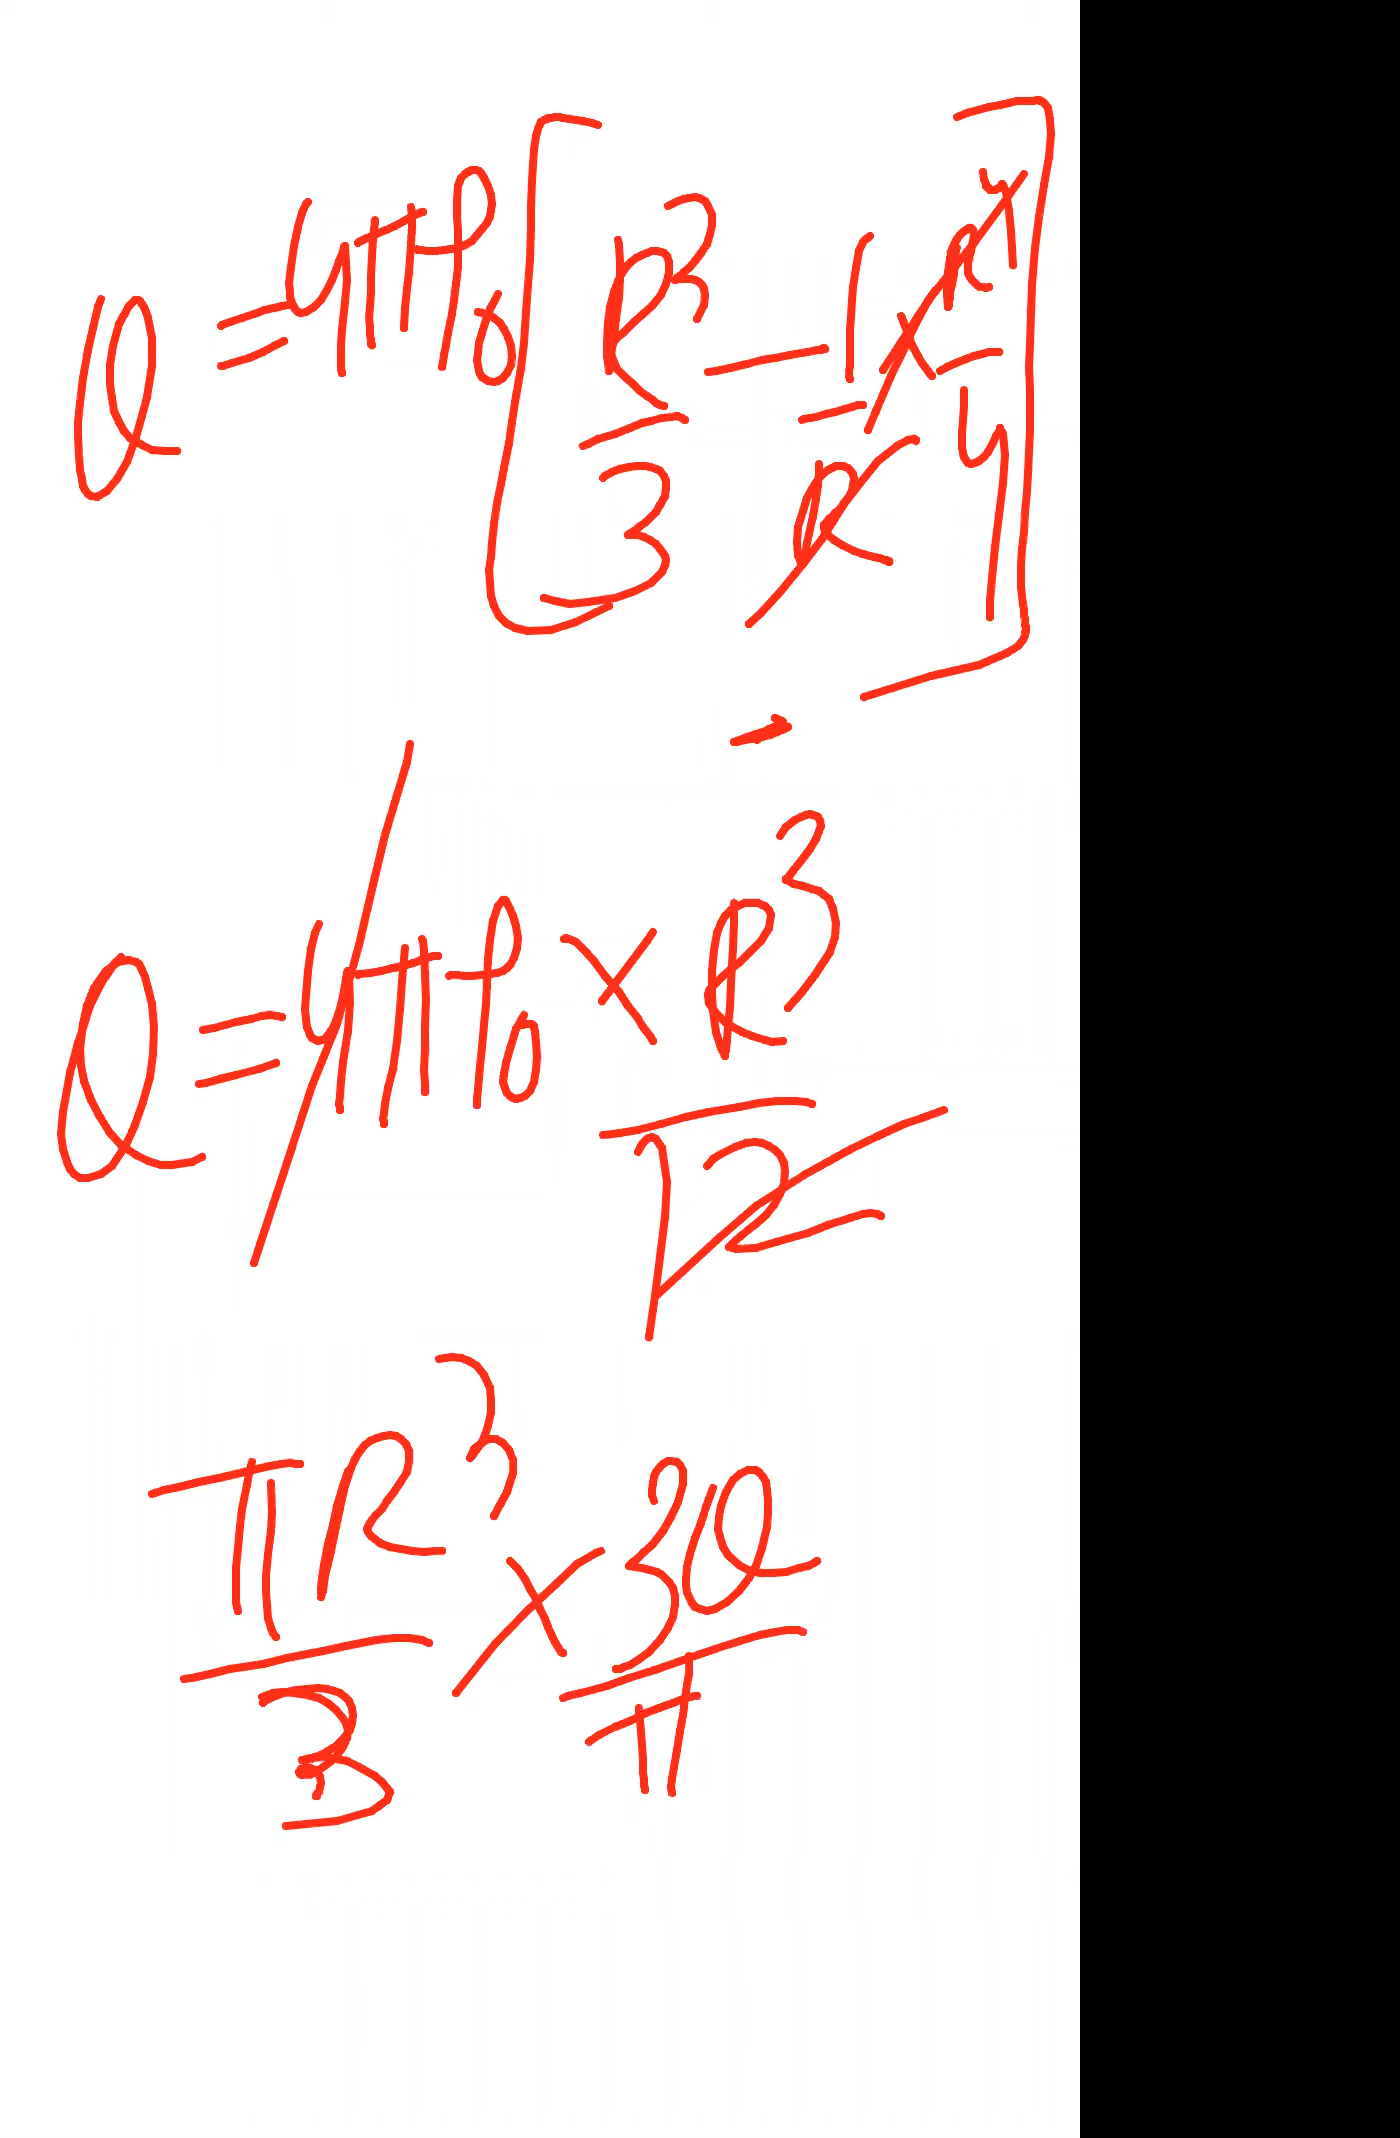 Q = 4πρ₀ [ R³/3 − 1/R × R⁴/4 ]
Q = 4πρ₀ × R³/12
πR³/3 × 3Q/π